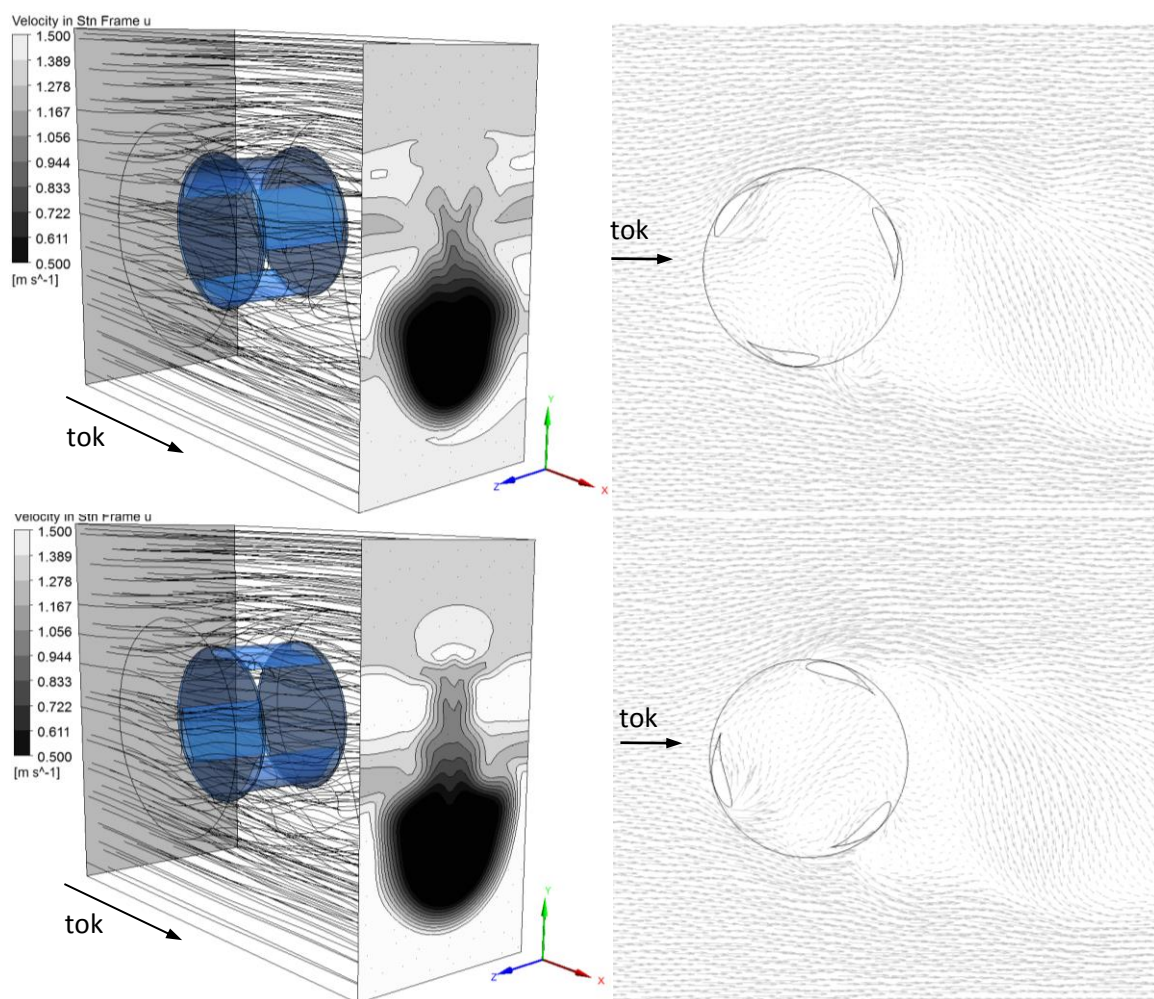 Velocity in Stn Frame u
1.500
1.389
1.278
1.167
1.056
0.944
0.833
0.722
0.611
0.500
[m s^-1]
tok
Y
Z
X
tok
Velocity in Stn Frame u
1.500
1.389
1.278
1.167
1.056
0.944
0.833
0.722
0.611
0.500
[m s^-1]
tok
Y
Z
X
tok